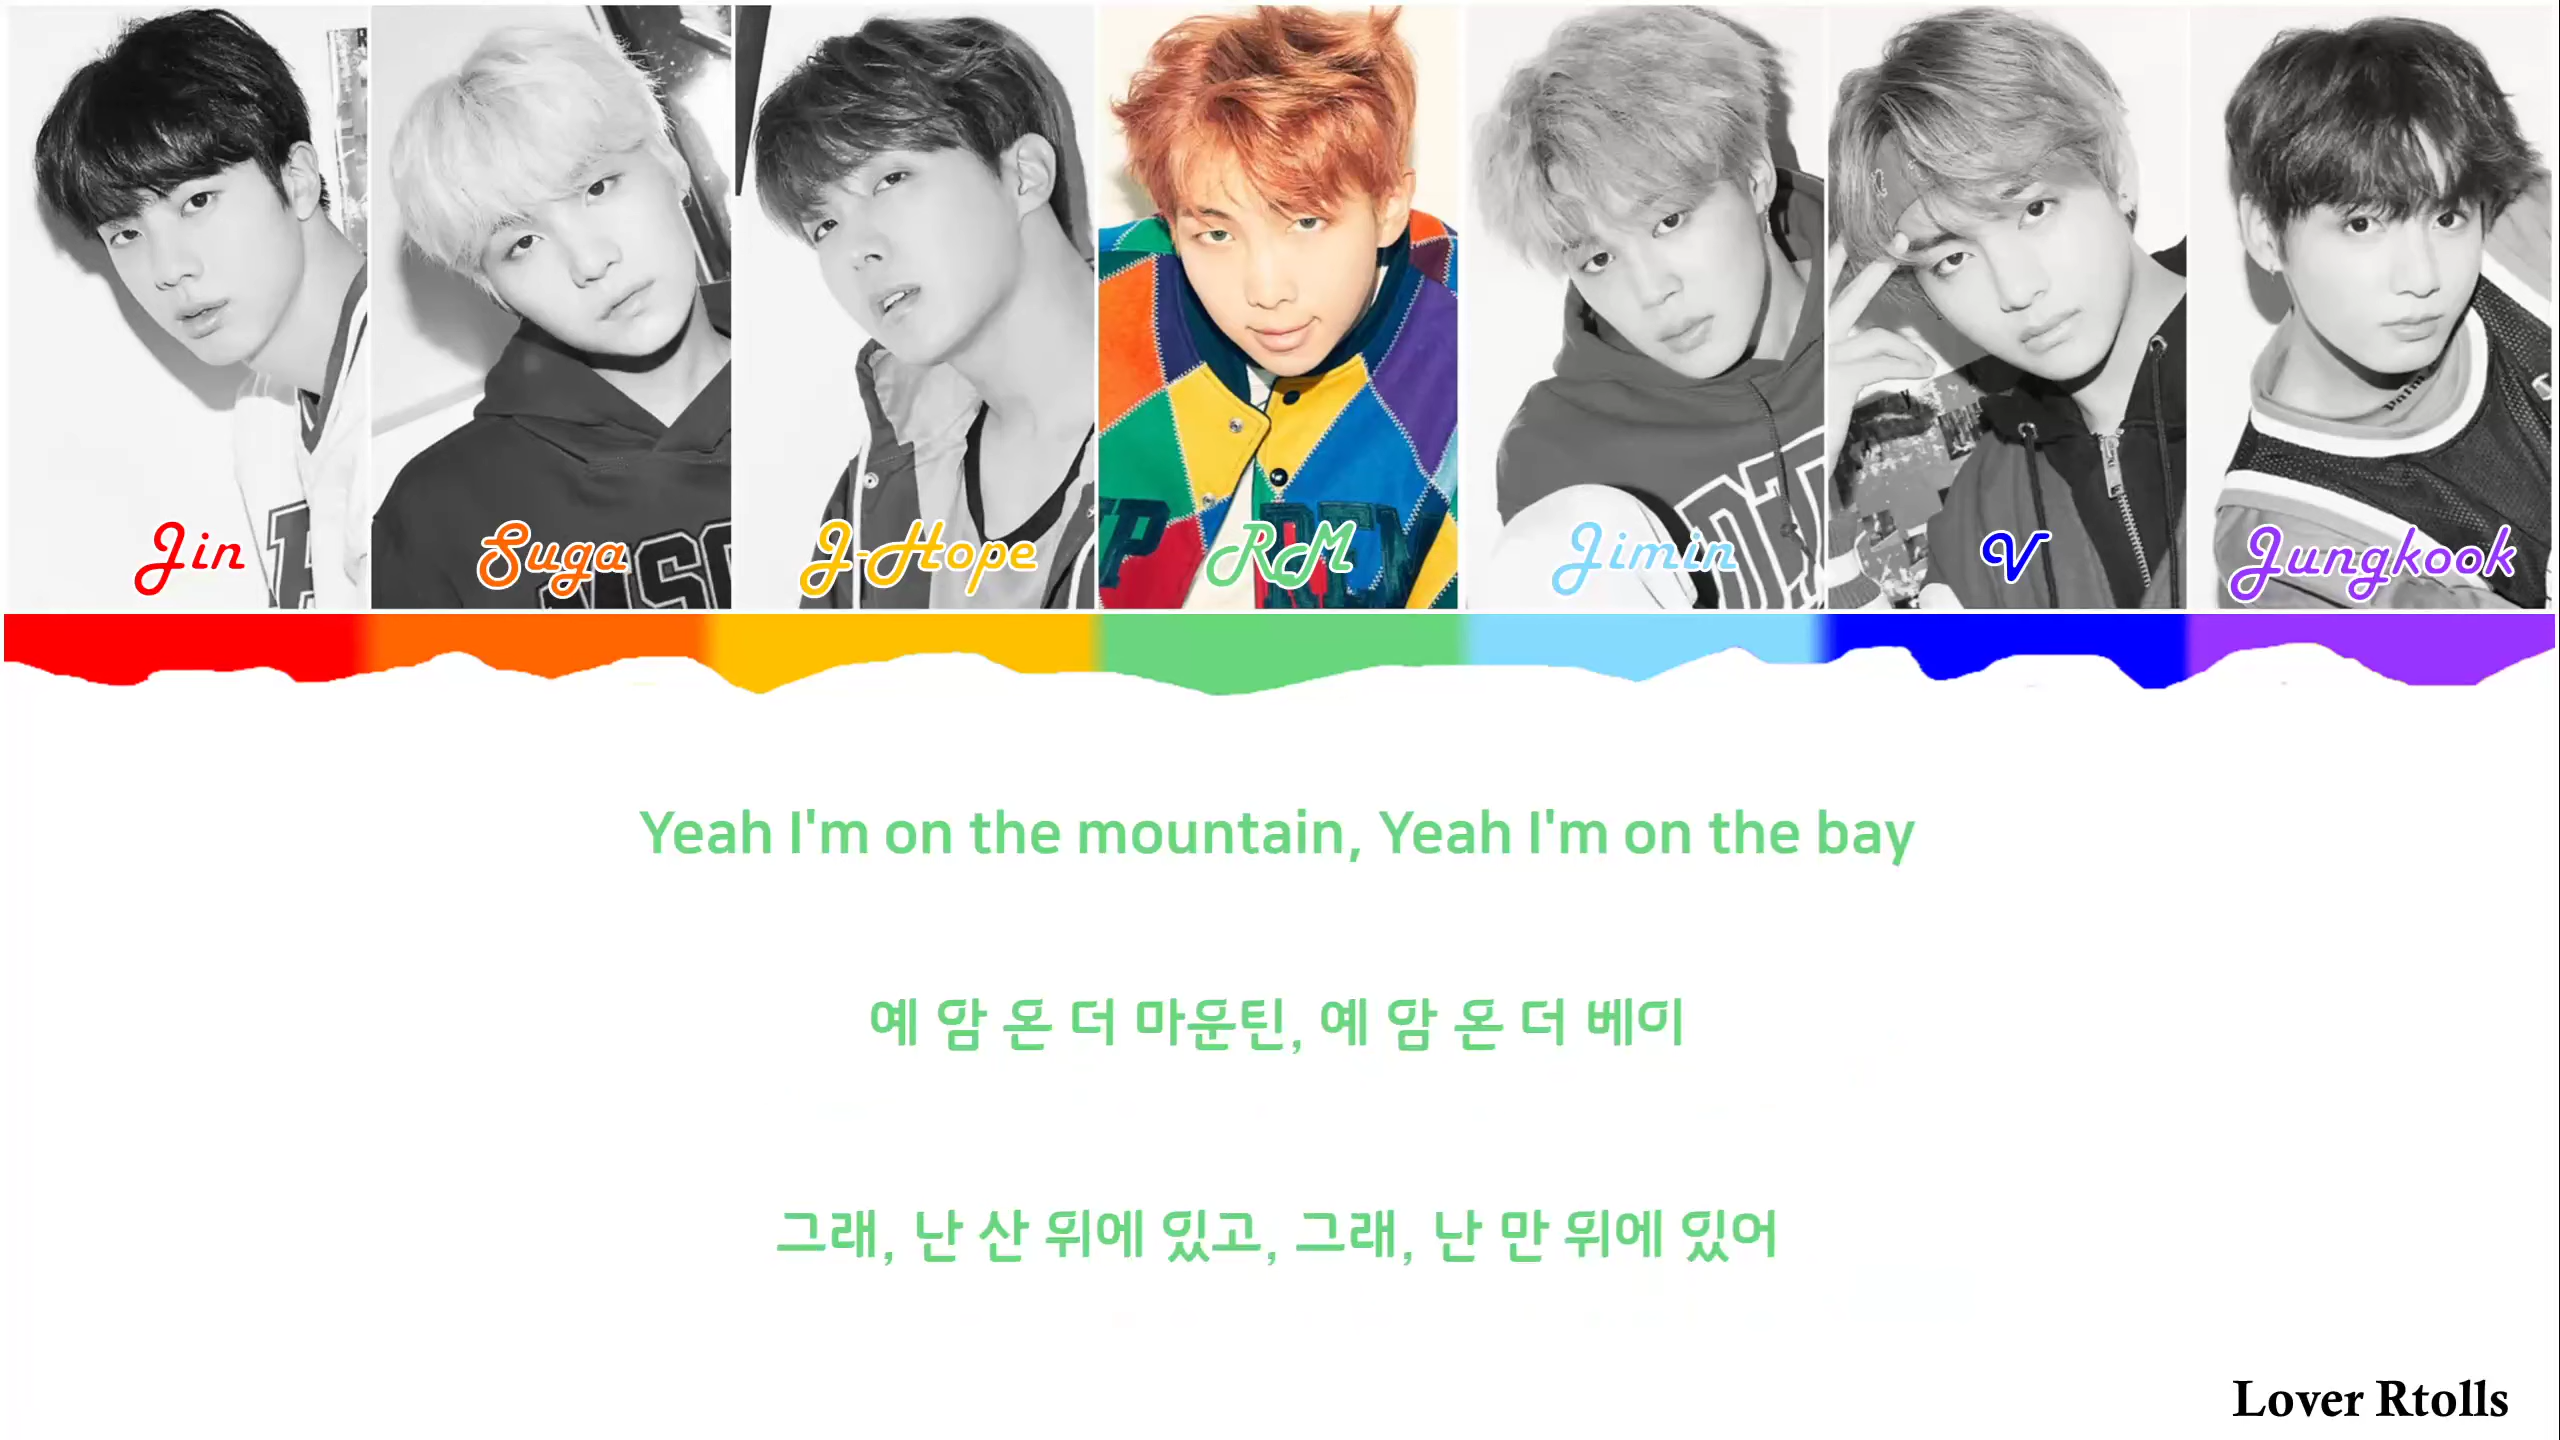 Jin
Suga
J-Hope
RM
Jimin
V
Jungkook
Yeah I'm on the mountain, Yeah I'm on the bay
예 암 온 더 마운틴, 예 암 온 더 베이
그래, 난 산 위에 있고, 그래, 난 만 위에 있어
Lover Rtolls